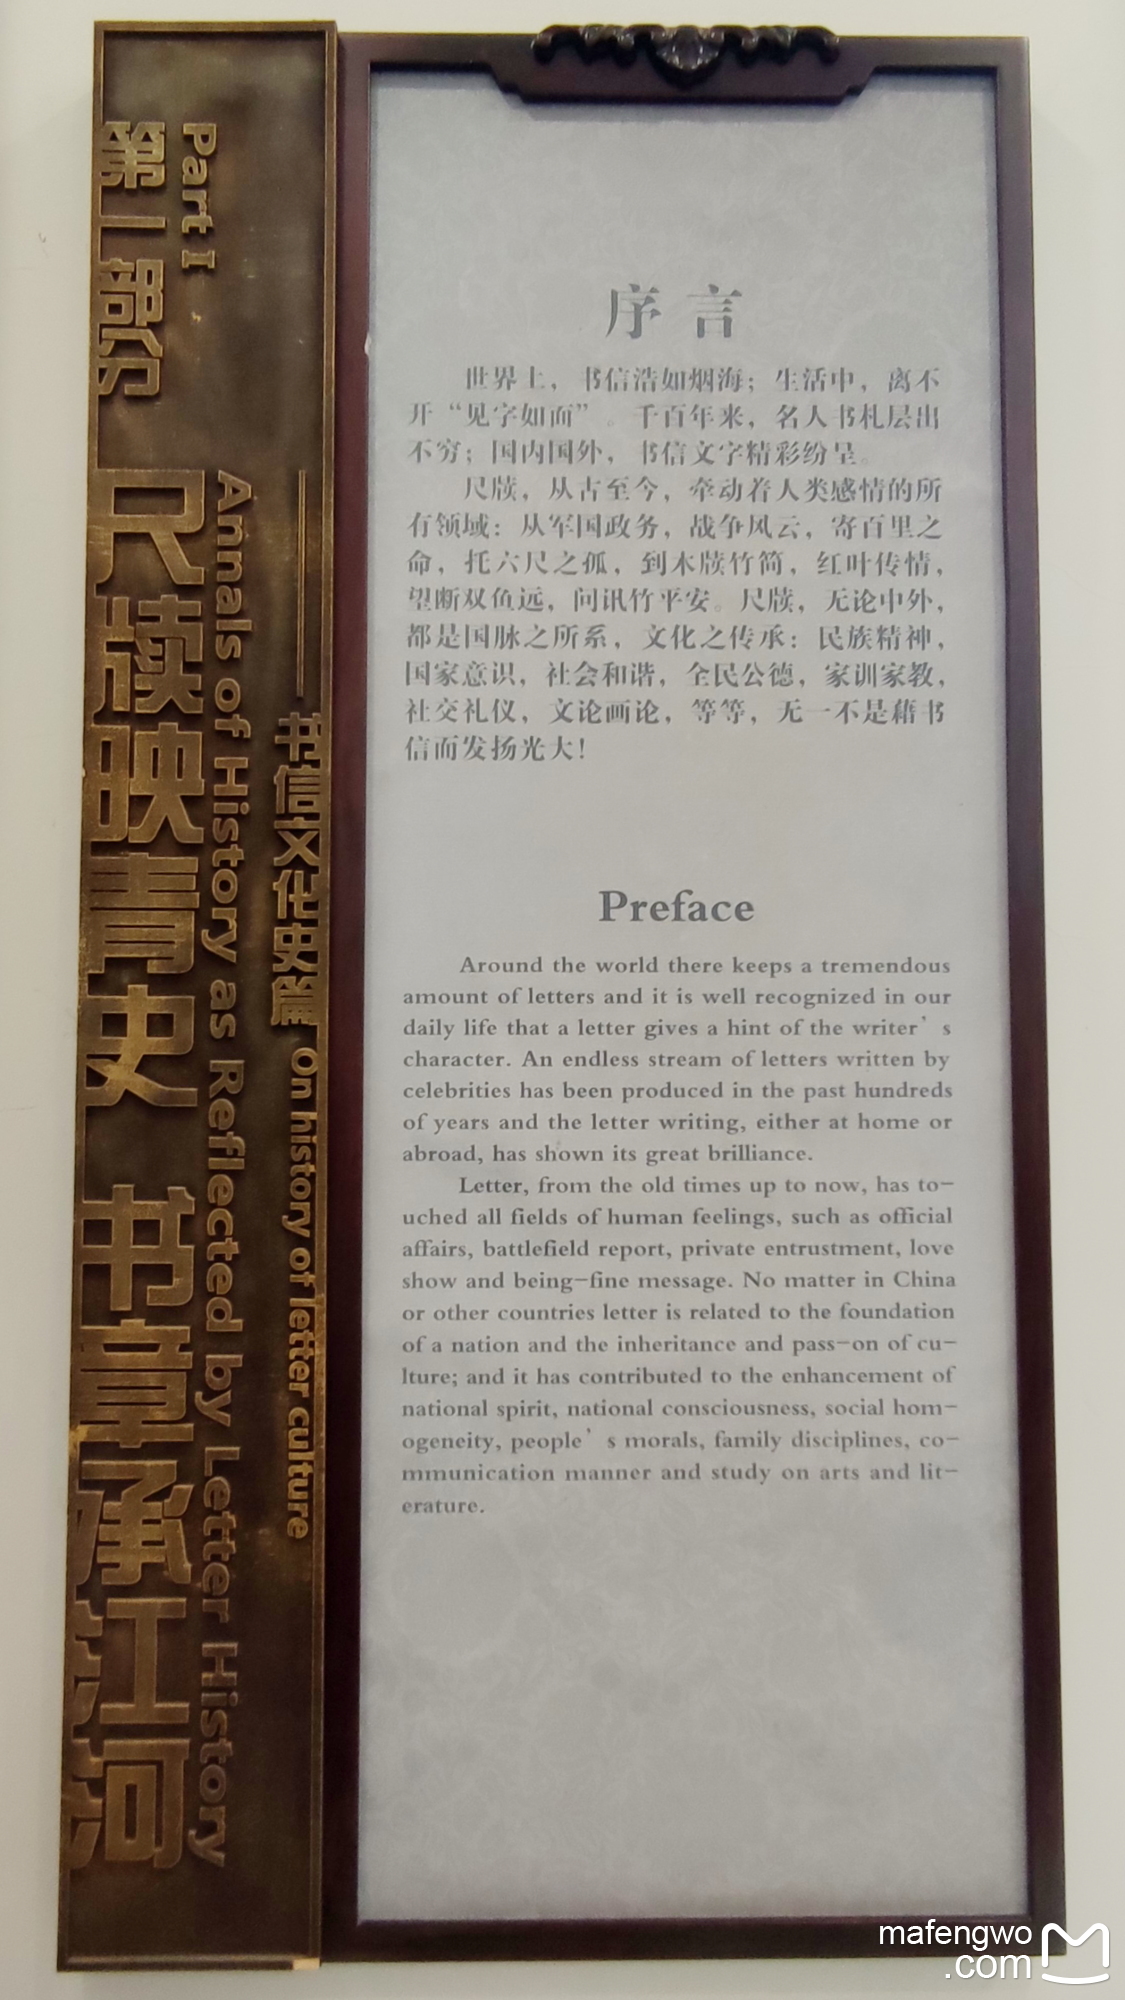 第一部分
Part I
尺牍映青史 书章承江河
Annals of History as Reflected by Letter History
——书信文化史篇 On history of letter culture
序言
世界上，书信浩如烟海；生活中，离不
开“见字如面”。千百年来，名人书札层出
不穷；国内国外，书信文字精彩纷呈。
尺牍，从古至今，牵动着人类感情的所
有领域：从军国政务，战争风云，寄百里之
命，托六尺之孤，到木牍竹简，红叶传情，
望断双鱼远，问讯竹平安。尺牍，无论中外，
都是国脉之所系，文化之传承：民族精神，
国家意识，社会和谐，全民公德，家训家教，
社交礼仪，文论画论，等等，无一不是藉书
信而发扬光大！
Preface
Around the world there keeps a tremendous
amount of letters and it is well recognized in our
daily life that a letter gives a hint of the writer’s
character. An endless stream of letters written by
celebrities has been produced in the past hundreds
of years and the letter writing, either at home or
abroad, has shown its great brilliance.
Letter, from the old times up to now, has to-
uched all fields of human feelings, such as official
affairs, battlefield report, private entrustment, love
show and being-fine message. No matter in China
or other countries letter is related to the foundation
of a nation and the inheritance and pass-on of cu-
lture; and it has contributed to the enhancement of
national spirit, national consciousness, social hom-
ogeneity, people’s morals, family disciplines, co-
mmunication manner and study on arts and lit-
erature.
mafengwo
.com